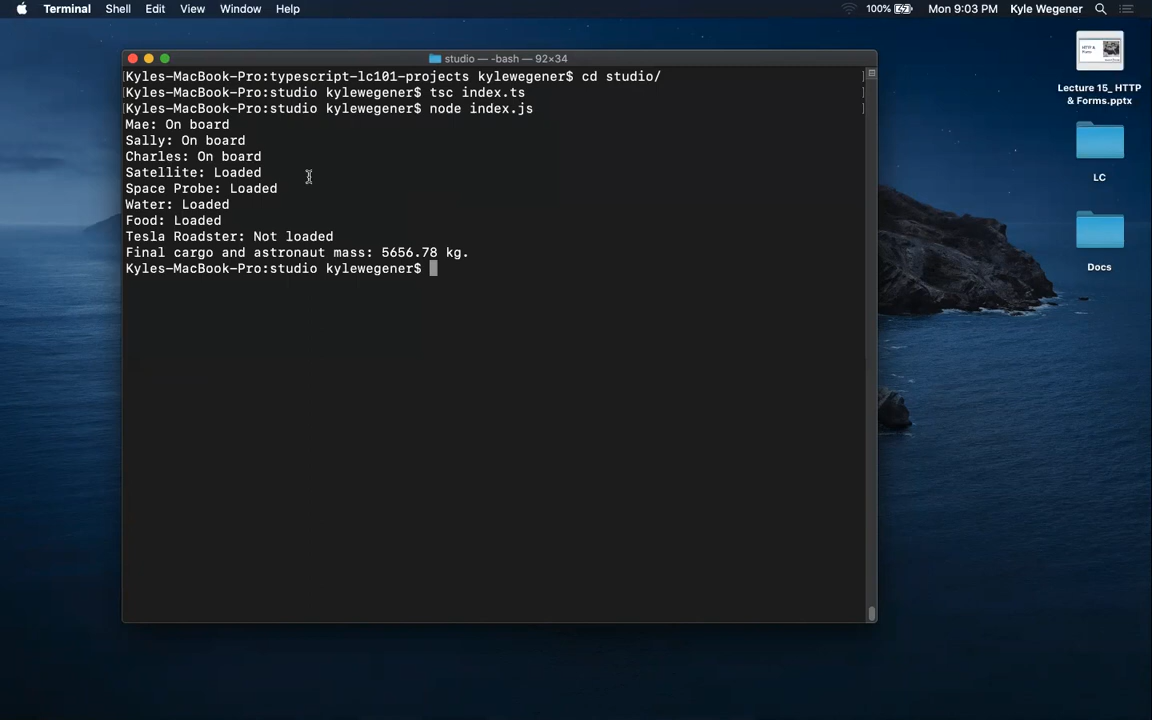 Terminal Shell Edit View Window Help 100% Mon 9:03 PM Kyle Wegener
studio — -bash — 92×34
[Kyles-MacBook-Pro:typescript-lc101-projects kylewegener$ cd studio/ ]
[Kyles-MacBook-Pro:studio kylewegener$ tsc index.ts ]
[Kyles-MacBook-Pro:studio kylewegener$ node index.js ]
Mae: On board
Sally: On board
Charles: On board
Satellite: Loaded
Space Probe: Loaded
Water: Loaded
Food: Loaded
Tesla Roadster: Not loaded
Final cargo and astronaut mass: 5656.78 kg.
Kyles-MacBook-Pro:studio kylewegener$
Lecture 15_ HTTP
& Forms.pptx
LC
Docs